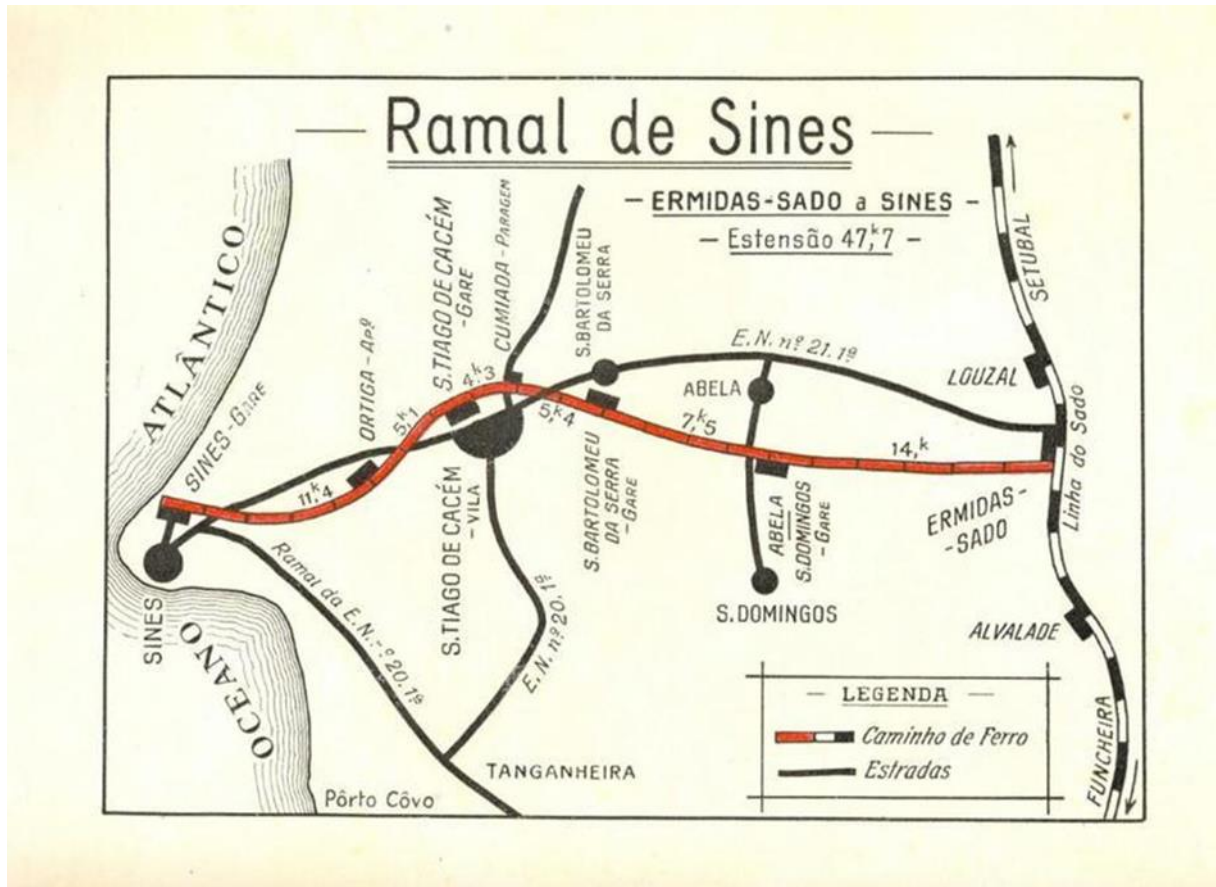 Ramal de Sines
- ERMIDAS-SADO a SINES -
- Estensão 47,k7 -
ATLÂNTICO
OCEANO
SINES-GARE
SINES
ORTIGA-APº
11,k4
5,k1
S.TIAGO DE CACÉM
-GARE
4,k3
CUMIADA-PARAGEM
S.TIAGO DE CACÉM
-VILA
5,k4
S.BARTOLOMEU
DA SERRA
S.BARTOLOMEU
DA SERRA
-GARE
7,k5
E.N. nº 21.1ª
ABELA
ABELA
S.DOMINGOS
-GARE
S.DOMINGOS
14,k
ERMIDAS-
-SADO
SETUBAL
LOUZAL
Linha do Sado
ALVALADE
FUNCHEIRA
Ramal da E.N.-º 20.1ª
E.N. nº 20.1ª
TANGANHEIRA
Pôrto Côvo
- LEGENDA -
Caminho de Ferro
Estradas